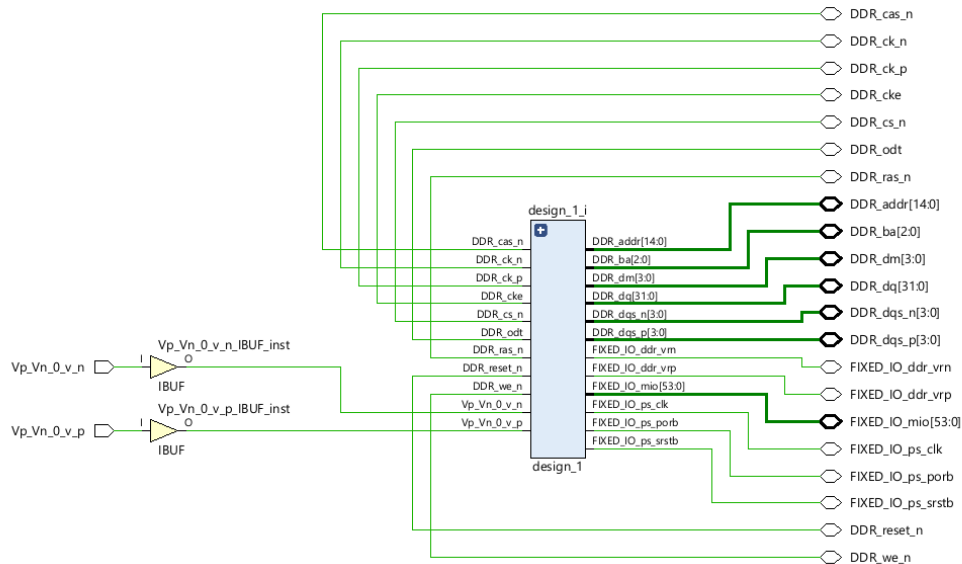 DDR_cas_n
DDR_ck_n
DDR_ck_p
DDR_cke
DDR_cs_n
DDR_odt
DDR_ras_n
DDR_addr[14:0]
DDR_ba[2:0]
DDR_dm[3:0]
DDR_dq[31:0]
DDR_dqs_n[3:0]
DDR_dqs_p[3:0]
FIXED_IO_ddr_vrn
FIXED_IO_ddr_vrp
FIXED_IO_mio[53:0]
FIXED_IO_ps_clk
FIXED_IO_ps_porb
FIXED_IO_ps_srstb
DDR_reset_n
DDR_we_n
design_1_i
DDR_cas_n
DDR_ck_n
DDR_ck_p
DDR_cke
DDR_cs_n
DDR_odt
DDR_ras_n
DDR_reset_n
DDR_we_n
Vp_Vn_0_v_n
Vp_Vn_0_v_p
DDR_addr[14:0]
DDR_ba[2:0]
DDR_dm[3:0]
DDR_dq[31:0]
DDR_dqs_n[3:0]
DDR_dqs_p[3:0]
FIXED_IO_ddr_vrn
FIXED_IO_ddr_vrp
FIXED_IO_mio[53:0]
FIXED_IO_ps_clk
FIXED_IO_ps_porb
FIXED_IO_ps_srstb
design_1
Vp_Vn_0_v_n_IBUF_inst
Vp_Vn_0_v_n
I
O
IBUF
Vp_Vn_0_v_p_IBUF_inst
Vp_Vn_0_v_p
I
O
IBUF